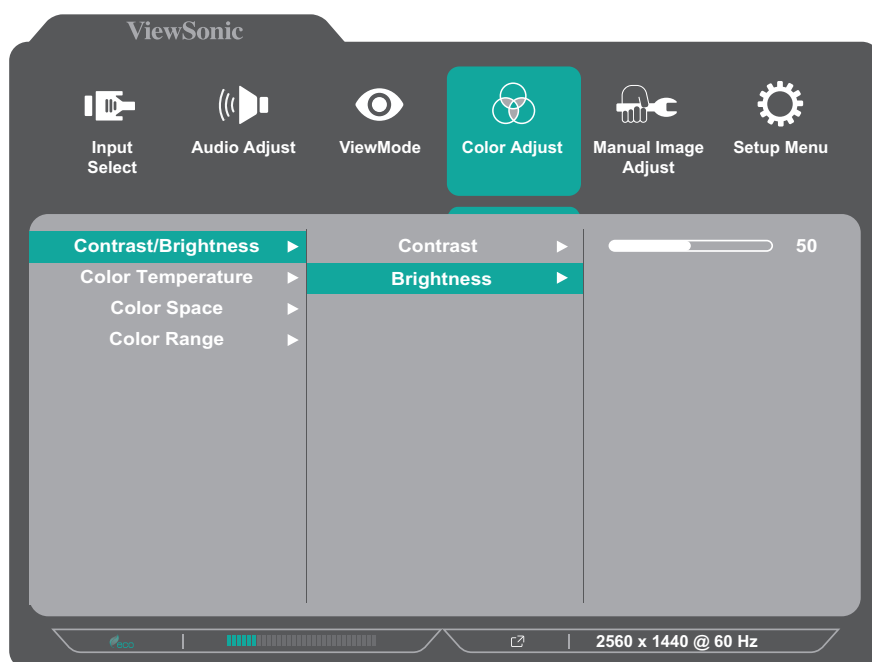 ViewSonic
Input Select
Audio Adjust
ViewMode
Color Adjust
Manual Image Adjust
Setup Menu
Contrast/Brightness
Contrast
50
Color Temperature
Brightness
Color Space
Color Range
eco
2560 x 1440 @ 60 Hz